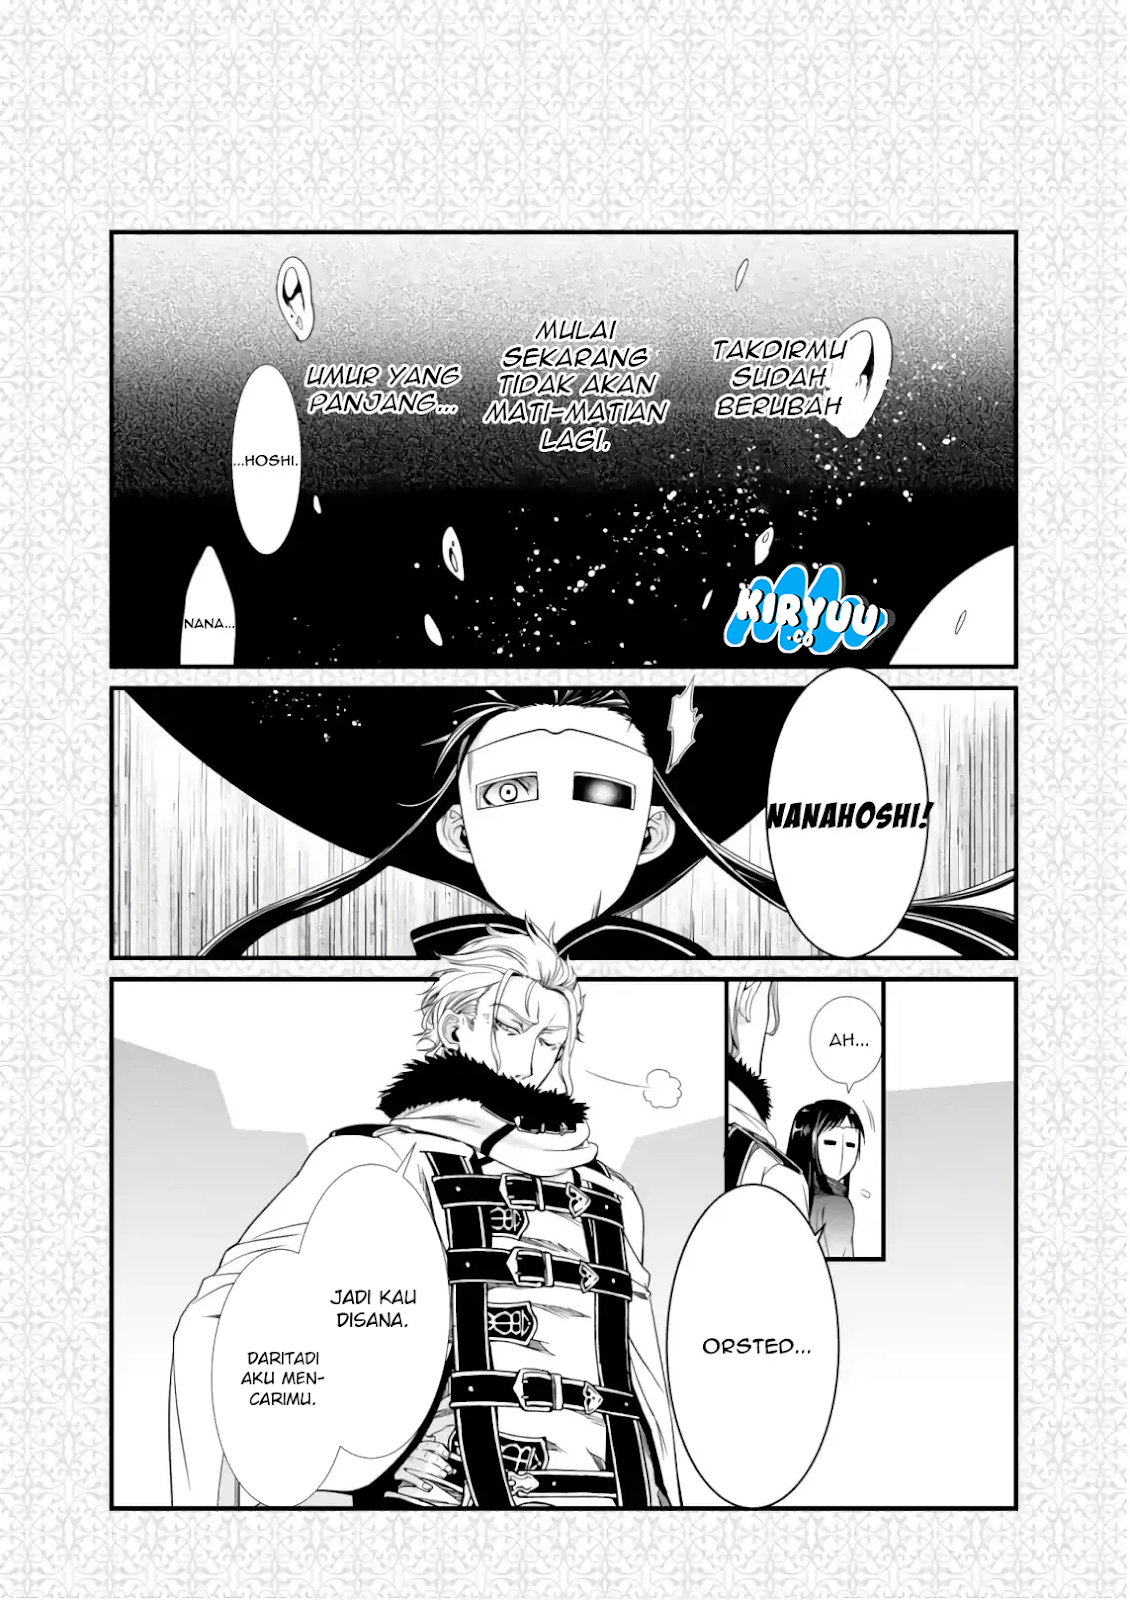 TAKDIRMU
SUDAH
BERUBAH
MULAI
SEKARANG
TIDAK AKAN
MATI-MATIAN
LAGI.
UMUR YANG
PANJANG...
...HOSHI.
NANA...
KIRYUU
.CO
NANAHOSHI!
AH...
ORSTED...
JADI KAU
DISANA.
DARITADI
AKU MEN-
CARIMU.